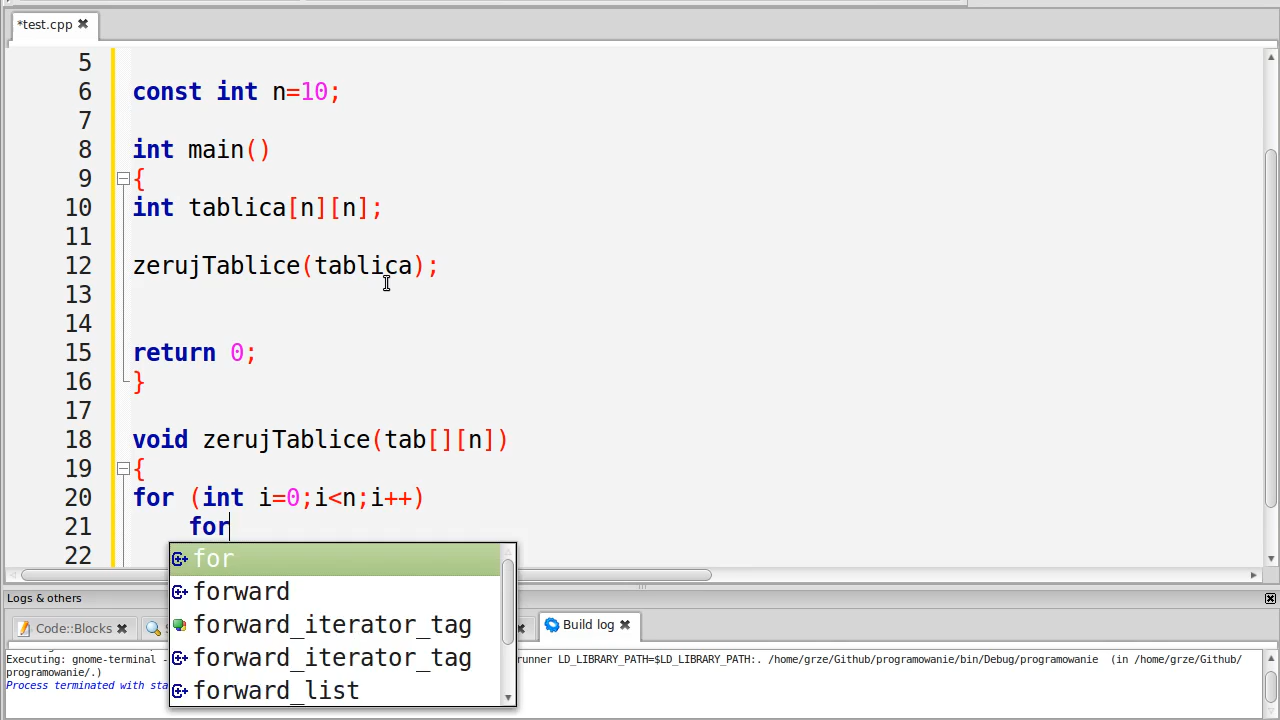 *test.cpp
5
6 const int n=10;
7
8 int main()
9 {
10 int tablica[n][n];
11
12 zerujTablice(tablica);
13
14
15 return 0;
16 }
17
18 void zerujTablice(tab[][n])
19 {
20 for (int i=0;i<n;i++)
21 for
22
for
forward
forward_iterator_tag
forward_iterator_tag
forward_list
Logs & others
Code::Blocks
Build log
Executing: gnome-terminal - runner LD_LIBRARY_PATH=$LD_LIBRARY_PATH:. /home/grze/Github/programowanie/bin/Debug/programowanie (in /home/grze/Github/
programowanie/.)
Process terminated with sta